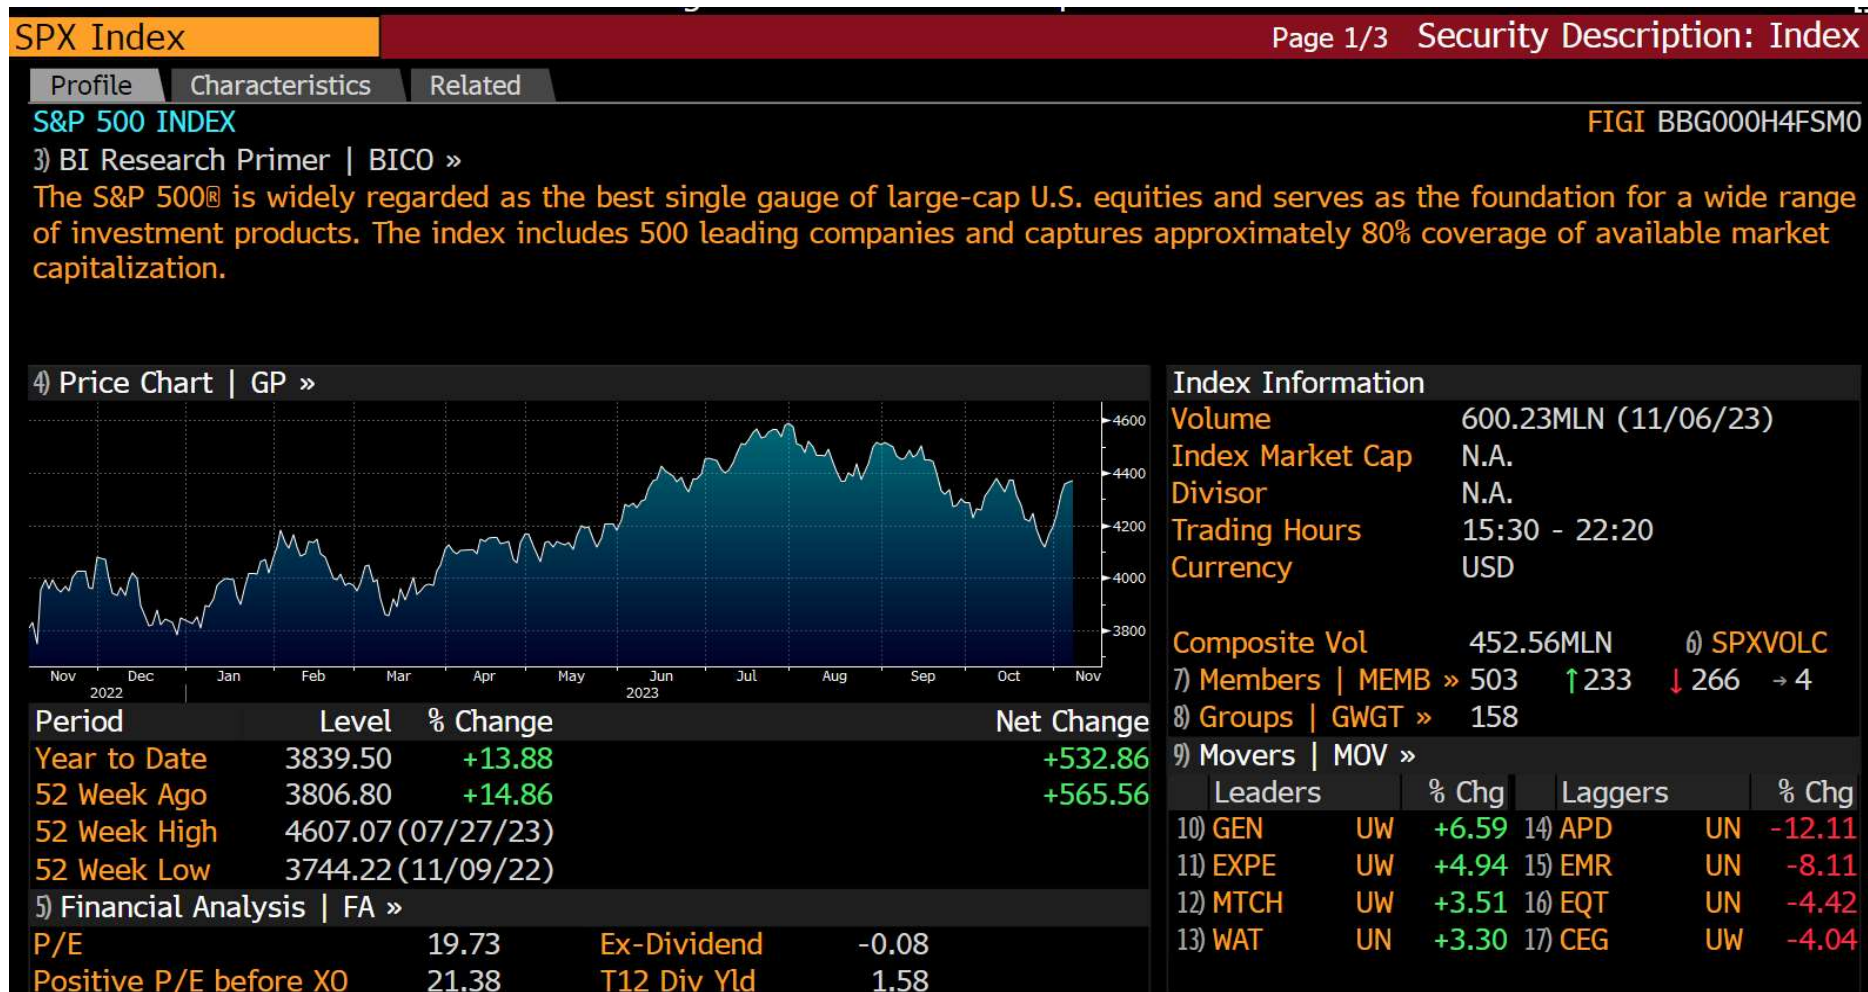 SPX Index Page 1/3 Security Description: Index
Profile Characteristics Related
S&P 500 INDEX FIGI BBG000H4FSM0
3) BI Research Primer | BICO »
The S&P 500® is widely regarded as the best single gauge of large-cap U.S. equities and serves as the foundation for a wide range
of investment products. The index includes 500 leading companies and captures approximately 80% coverage of available market
capitalization.
4) Price Chart | GP »
4600
4400
4200
4000
3800
Nov Dec Jan Feb Mar Apr May Jun Jul Aug Sep Oct Nov
2022 2023
Period Level % Change Net Change
Year to Date 3839.50 +13.88 +532.86
52 Week Ago 3806.80 +14.86 +565.56
52 Week High 4607.07 (07/27/23)
52 Week Low 3744.22 (11/09/22)
5) Financial Analysis | FA »
P/E 19.73 Ex-Dividend -0.08
Positive P/E before XO 21.38 T12 Div Yld 1.58
Index Information
Volume 600.23MLN (11/06/23)
Index Market Cap N.A.
Divisor N.A.
Trading Hours 15:30 - 22:20
Currency USD
Composite Vol 452.56MLN 6) SPXVOLC
7) Members | MEMB » 503 ↑233 ↓266 → 4
8) Groups | GWGT » 158
9) Movers | MOV »
Leaders % Chg Laggers % Chg
10) GEN UW +6.59 14) APD UN -12.11
11) EXPE UW +4.94 15) EMR UN -8.11
12) MTCH UW +3.51 16) EQT UN -4.42
13) WAT UN +3.30 17) CEG UW -4.04